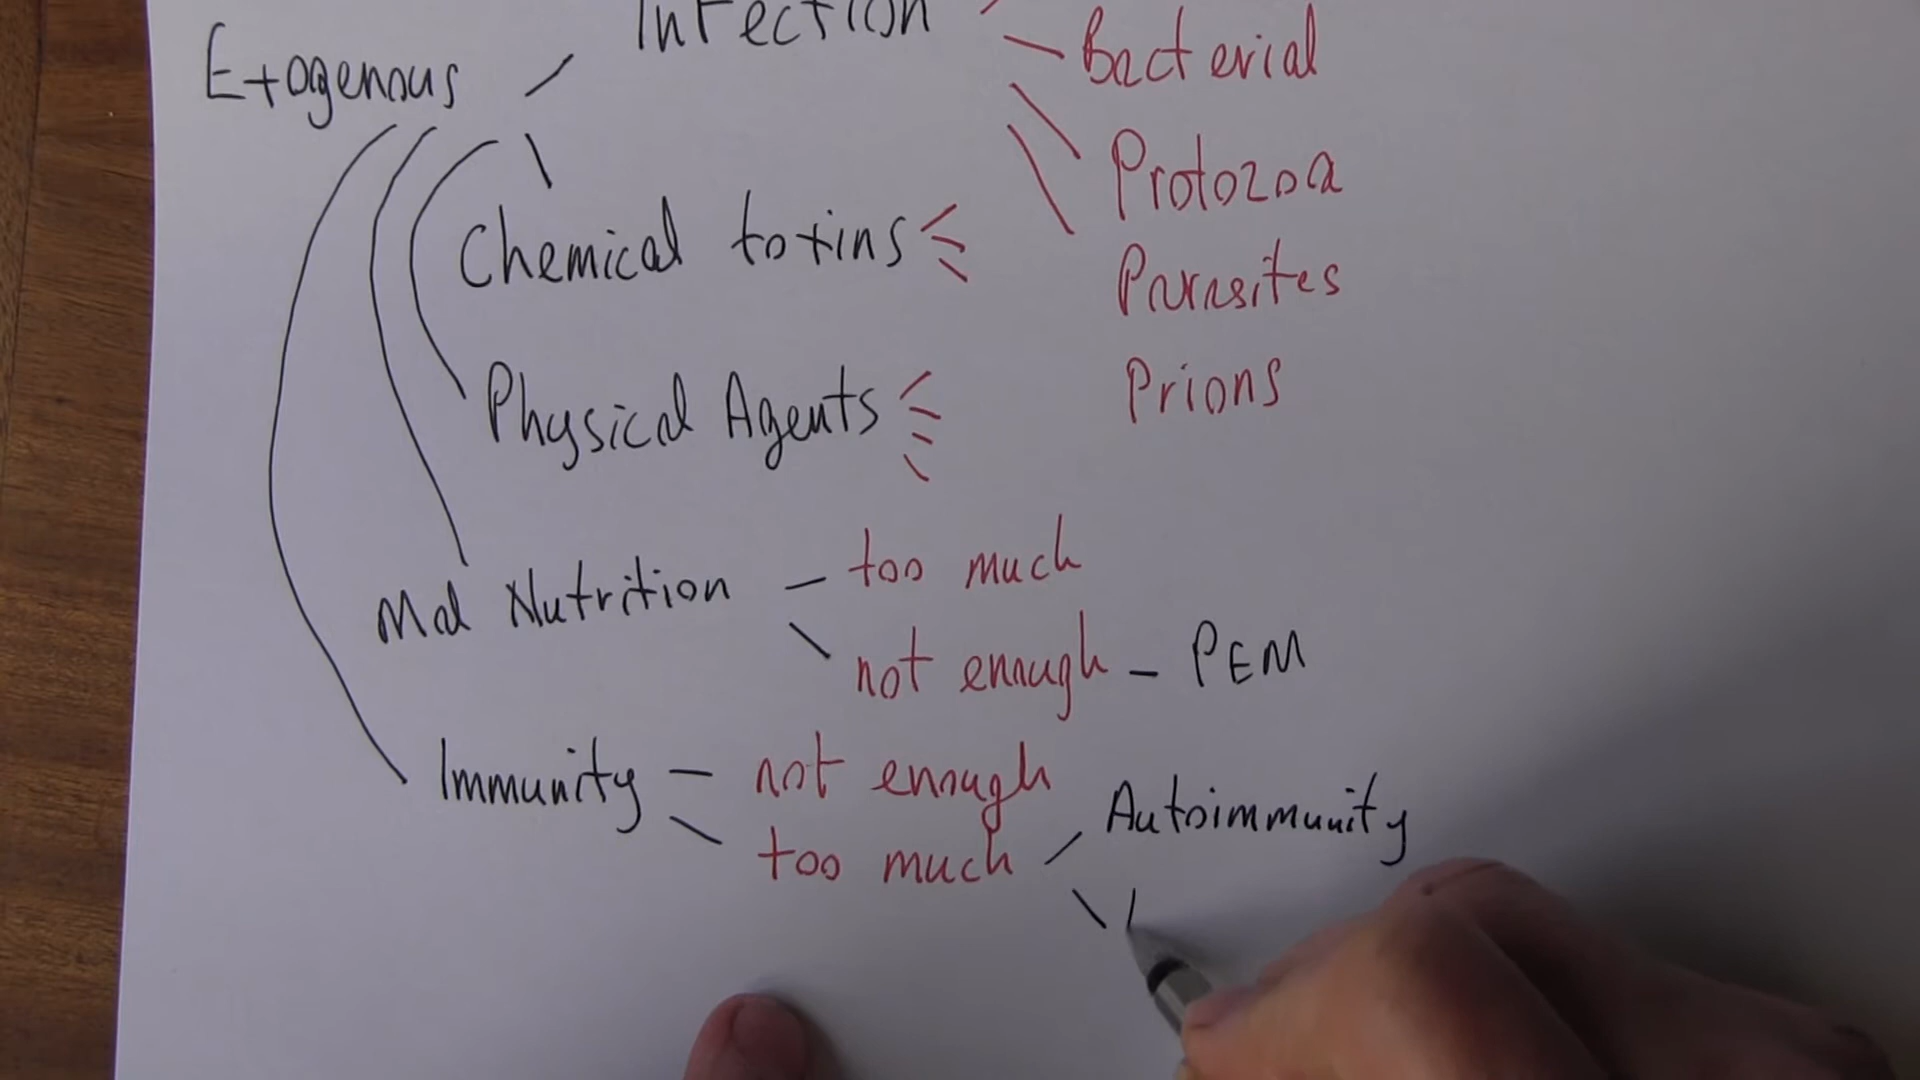 Infection
Exogenous
Bacterial
Protozoa
Chemical toxins
Parasites
Prions
Physical Agents
Mal Nutrition — too much
not enough — PEM
Immunity — not enough
too much
Autoimmunity